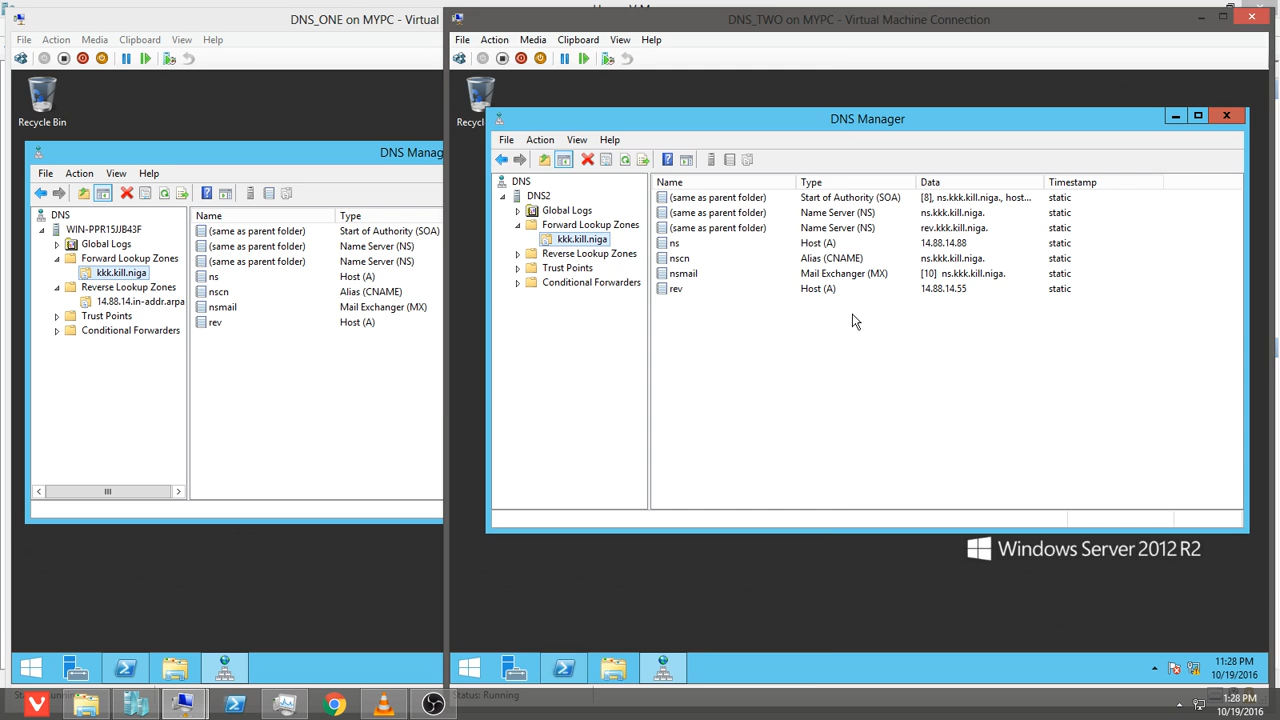 DNS_ONE on MYPC - Virtual
File Action Media Clipboard View Help
Recycle Bin
DNS Manag
File Action View Help
DNS
WIN-PPR15JJB43F
Global Logs
Forward Lookup Zones
kkk.kill.niga
Reverse Lookup Zones
14.88.14.in-addr.arpa
Trust Points
Conditional Forwarders
Name Type
(same as parent folder) Start of Authority (SOA)
(same as parent folder) Name Server (NS)
(same as parent folder) Name Server (NS)
ns Host (A)
nscn Alias (CNAME)
nsmail Mail Exchanger (MX)
rev Host (A)
DNS_TWO on MYPC - Virtual Machine Connection
File Action Media Clipboard View Help
Recycl
DNS Manager
File Action View Help
DNS
DNS2
Global Logs
Forward Lookup Zones
kkk.kill.niga
Reverse Lookup Zones
Trust Points
Conditional Forwarders
Name Type Data Timestamp
(same as parent folder) Start of Authority (SOA) [8], ns.kkk.kill.niga., host... static
(same as parent folder) Name Server (NS) ns.kkk.kill.niga. static
(same as parent folder) Name Server (NS) rev.kkk.kill.niga. static
ns Host (A) 14.88.14.88 static
nscn Alias (CNAME) ns.kkk.kill.niga. static
nsmail Mail Exchanger (MX) [10] ns.kkk.kill.niga. static
rev Host (A) 14.88.14.55 static
Windows Server 2012 R2
11:28 PM
10/19/2016
Status: Running
1:28 PM
10/19/2016